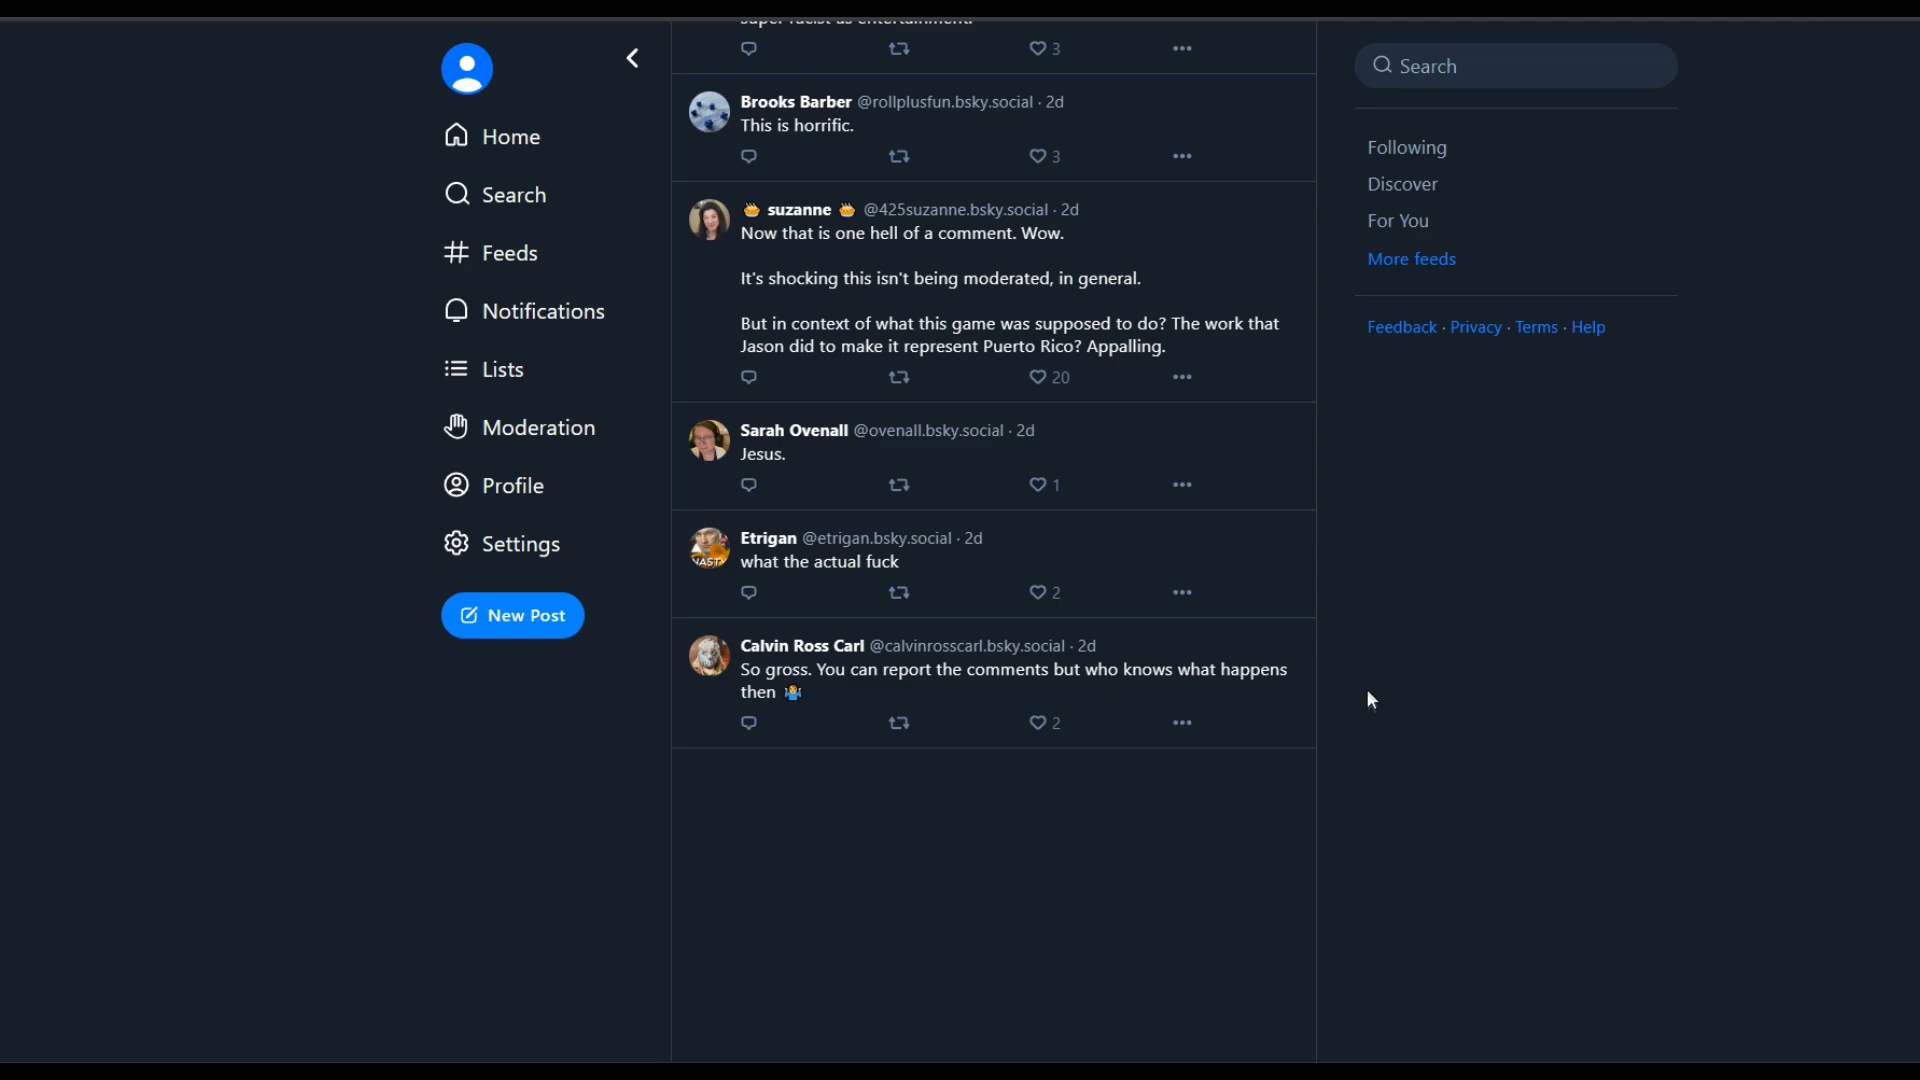 Home
Search
Feeds
Notifications
Lists
Moderation
Profile
Settings
New Post
3
Brooks Barber @rollplusfun.bsky.social · 2d
This is horrific.
3
suzanne @425suzanne.bsky.social · 2d
Now that is one hell of a comment. Wow.
It's shocking this isn't being moderated, in general.
But in context of what this game was supposed to do? The work that
Jason did to make it represent Puerto Rico? Appalling.
20
Sarah Ovenall @ovenall.bsky.social · 2d
Jesus.
1
Etrigan @etrigan.bsky.social · 2d
what the actual fuck
2
Calvin Ross Carl @calvinrosscarl.bsky.social · 2d
So gross. You can report the comments but who knows what happens
then
2
Search
Following
Discover
For You
More feeds
Feedback · Privacy · Terms · Help